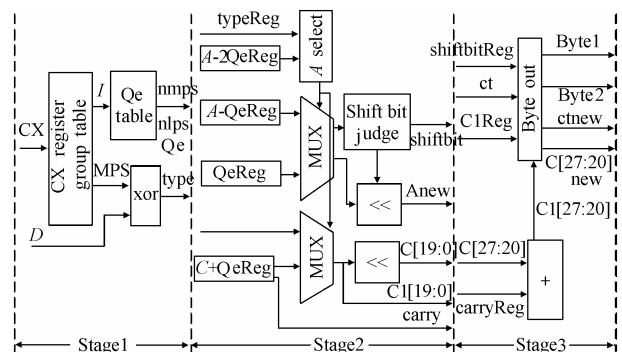 CX
D
CX register
group table
I
MPS
Qe
table
xor
nmps
nlps
Qe
type
Stage1
typeReg
A-2QeReg
A select
A
A-QeReg
QeReg
MUX
Shift bit
judge
shiftbit
<<
Anew
C+QeReg
MUX
<<
C[19:0]
C1[19:0]
carry
Stage2
shiftbitReg
ct
C1Reg
Byte out
Byte1
Byte2
ctnew
C[27:20]
new
C1[27:20]
C[27:20]
+
carryReg
Stage3